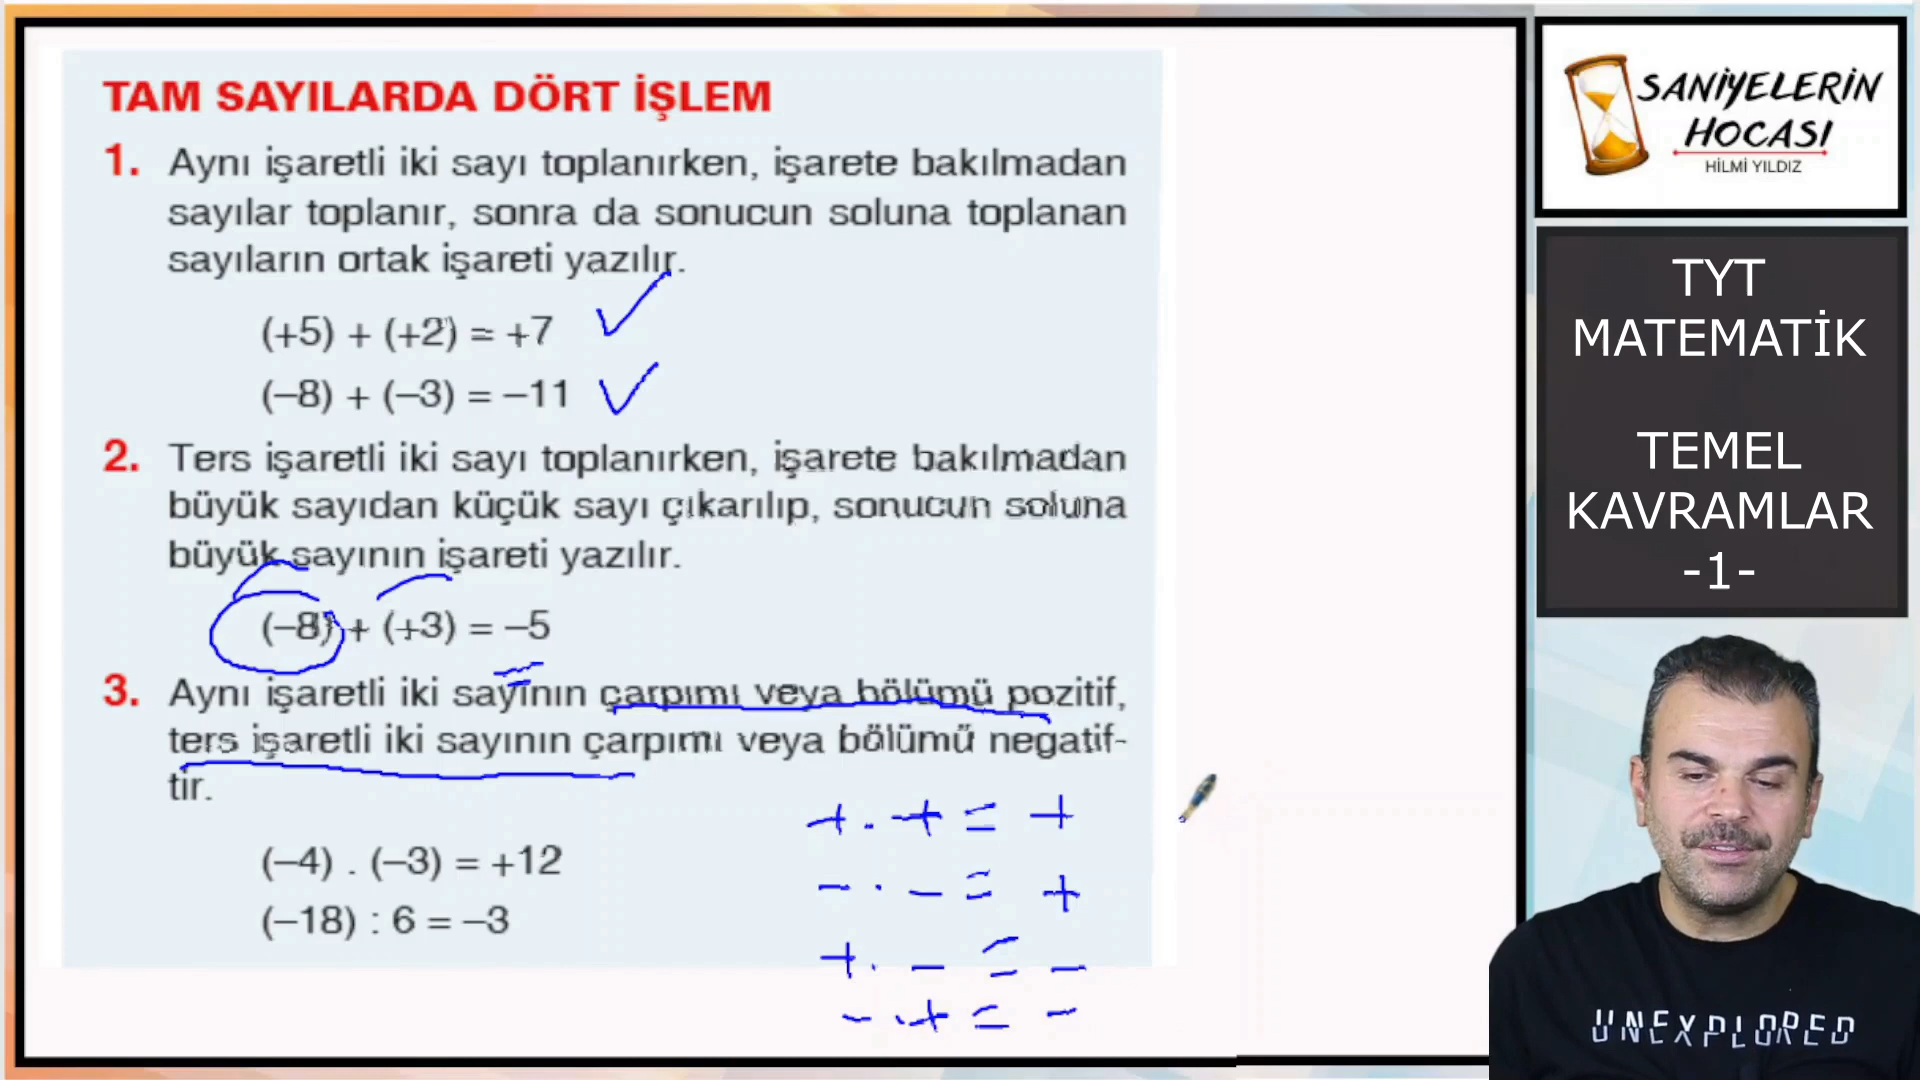 TAM SAYILARDA DÖRT İŞLEM
1. Aynı işaretli iki sayı toplanırken, işarete bakılmadan
sayılar toplanır, sonra da sonucun soluna toplanan
sayıların ortak işareti yazılır.
(+5) + (+2) = +7
(–8) + (–3) = –11
2. Ters işaretli iki sayı toplanırken, işarete bakılmadan
büyük sayıdan küçük sayı çıkarılıp, sonucun soluna
büyük sayının işareti yazılır.
(–8) + (+3) = –5
3. Aynı işaretli iki sayının çarpımı veya bölümü pozitif,
ters işaretli iki sayının çarpımı veya bölümü negatif-
tir.
(–4) . (–3) = +12
(–18) : 6 = –3
+ . + = +
– . – = +
+ . – = –
– . + = –
SANİYELERİN
HOCASI
HİLMİ YILDIZ
TYT
MATEMATİK
TEMEL
KAVRAMLAR
-1-
UNEXPLORED